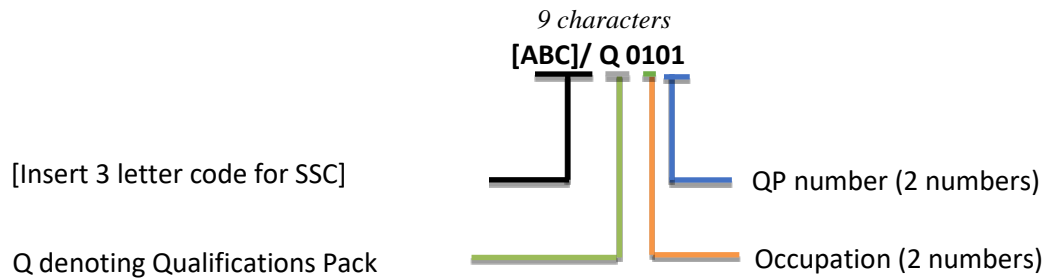 9 characters
[ABC]/ Q 0101
[Insert 3 letter code for SSC]
QP number (2 numbers)
Q denoting Qualifications Pack
Occupation (2 numbers)